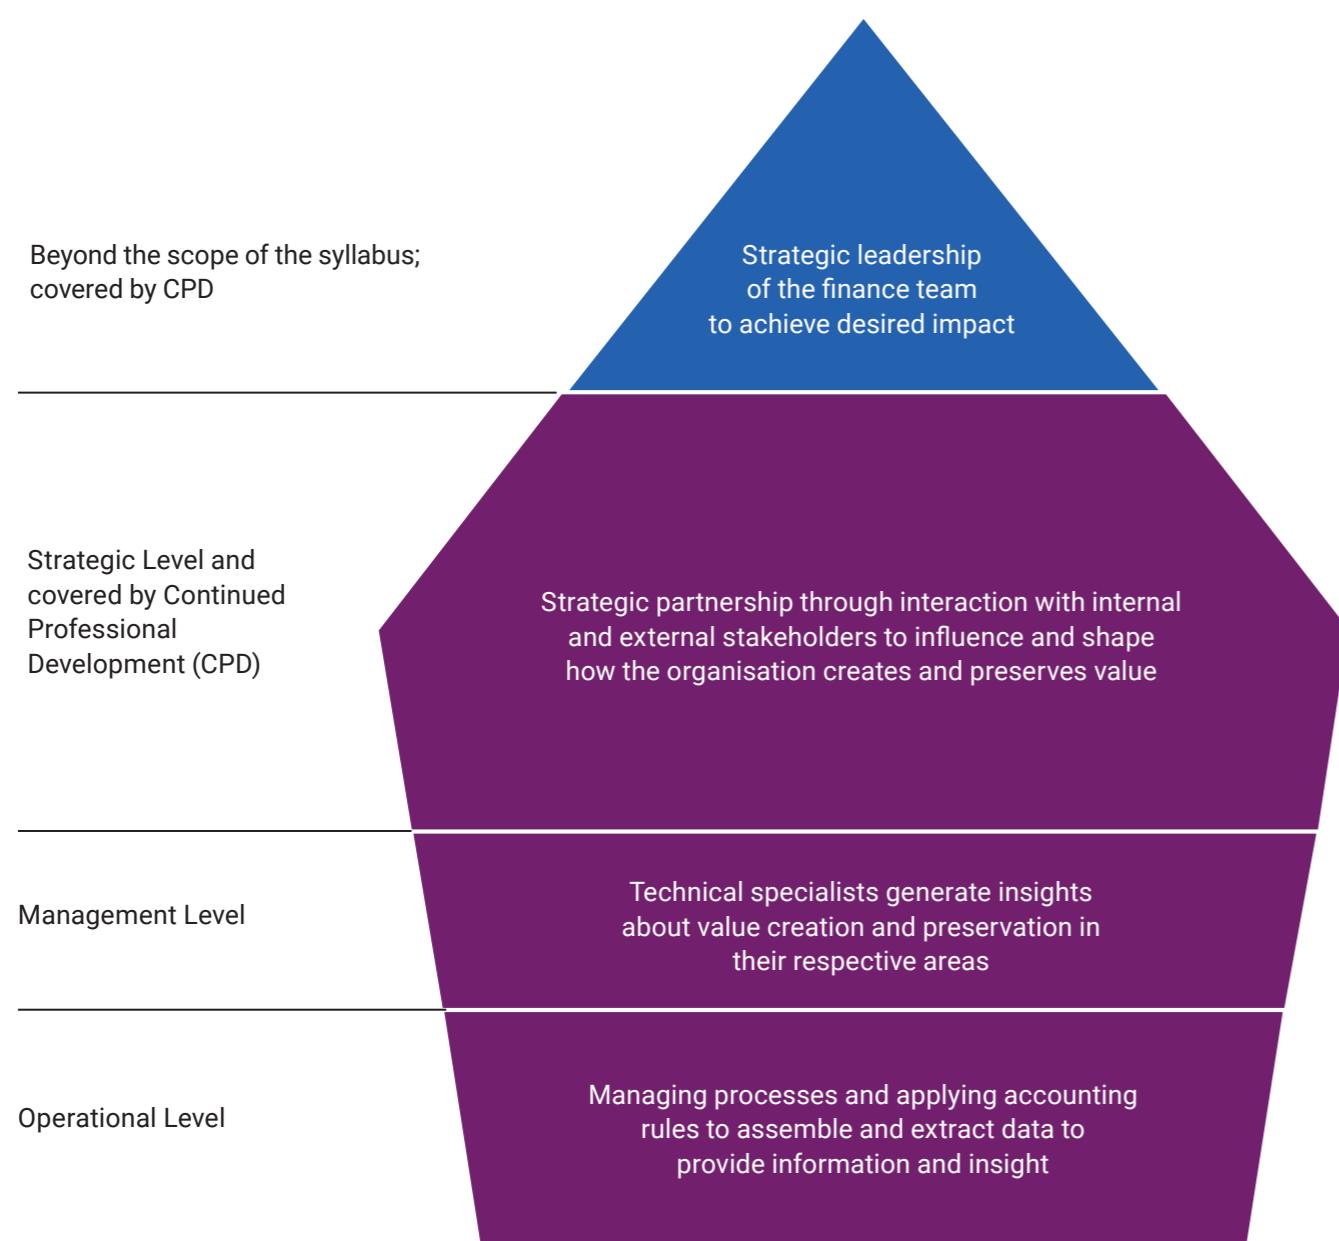 Beyond the scope of the syllabus;
covered by CPD
Strategic leadership
of the finance team
to achieve desired impact
Strategic Level and
covered by Continued
Professional
Development (CPD)
Strategic partnership through interaction with internal
and external stakeholders to influence and shape
how the organisation creates and preserves value
Management Level
Technical specialists generate insights
about value creation and preservation in
their respective areas
Operational Level
Managing processes and applying accounting
rules to assemble and extract data to
provide information and insight